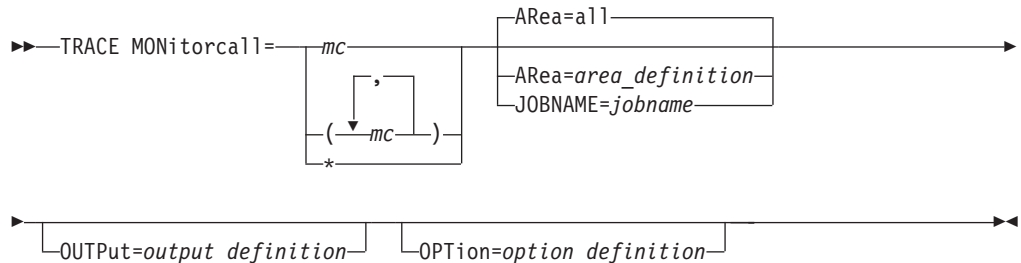 ARea=all
TRACE MONitorcall= mc
, ARea=area_definition
JOBNAME=jobname
( mc )
*
OUTPut=output definition OPTion=option definition